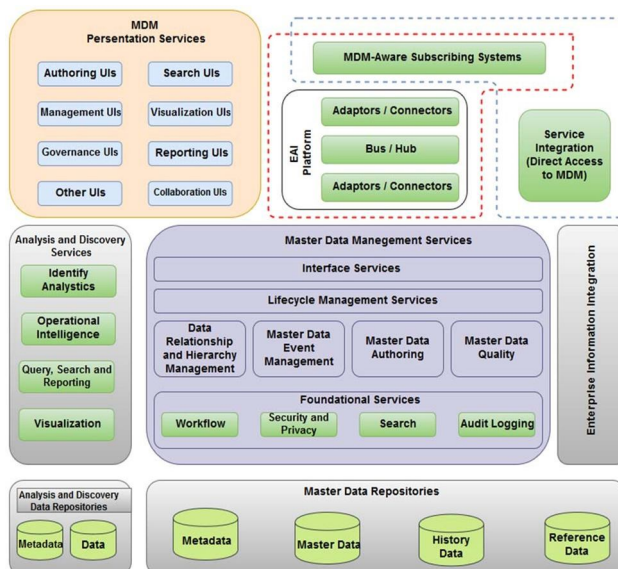 MDM
Persentation Services
Authoring UIs
Search UIs
Management UIs
Visualization UIs
Governance UIs
Reporting UIs
Other UIs
Collaboration UIs
MDM-Aware Subscribing Systems
EAI
Platform
Adaptors / Connectors
Bus / Hub
Adaptors / Connectors
Service
Integration
(Direct Access
to MDM)
Analysis and Discovery
Services
Identify
Analystics
Operational
Intelligence
Query, Search and
Reporting
Visualization
Master Data Menagement Services
Interface Services
Lifecycle Management Services
Data
Relationship
and Hierarchy
Management
Master Data
Event
Management
Master Data
Authoring
Master Data
Quality
Foundational Services
Workflow
Security and
Privacy
Search
Audit Logging
Enterprise Information Integration
Analysis and Discovery
Data Repositories
Metadata
Data
Master Data Repositories
Metadata
Master Data
History
Data
Reference
Data